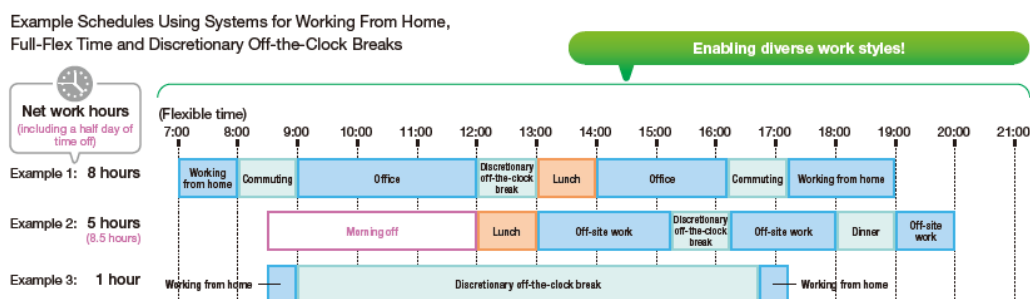 Example Schedules Using Systems for Working From Home,
Full-Flex Time and Discretionary Off-the-Clock Breaks
Enabling diverse work styles!
Net work hours
(including a half day of
time off)
(Flexible time)
7:00 8:00 9:00 10:00 11:00 12:00 13:00 14:00 15:00 16:00 17:00 18:00 19:00 20:00 21:00
Example 1: 8 hours
Working
from home
Commuting
Office
Discretionary
off-the-clock
break
Lunch
Office
Commuting
Working from home
Example 2: 5 hours
(8.5 hours)
Morning off
Lunch
Off-site work
Discretionary
off-the-clock
break
Off-site work
Dinner
Off-site
work
Example 3: 1 hour
Working from home
Discretionary off-the-clock break
Working from home